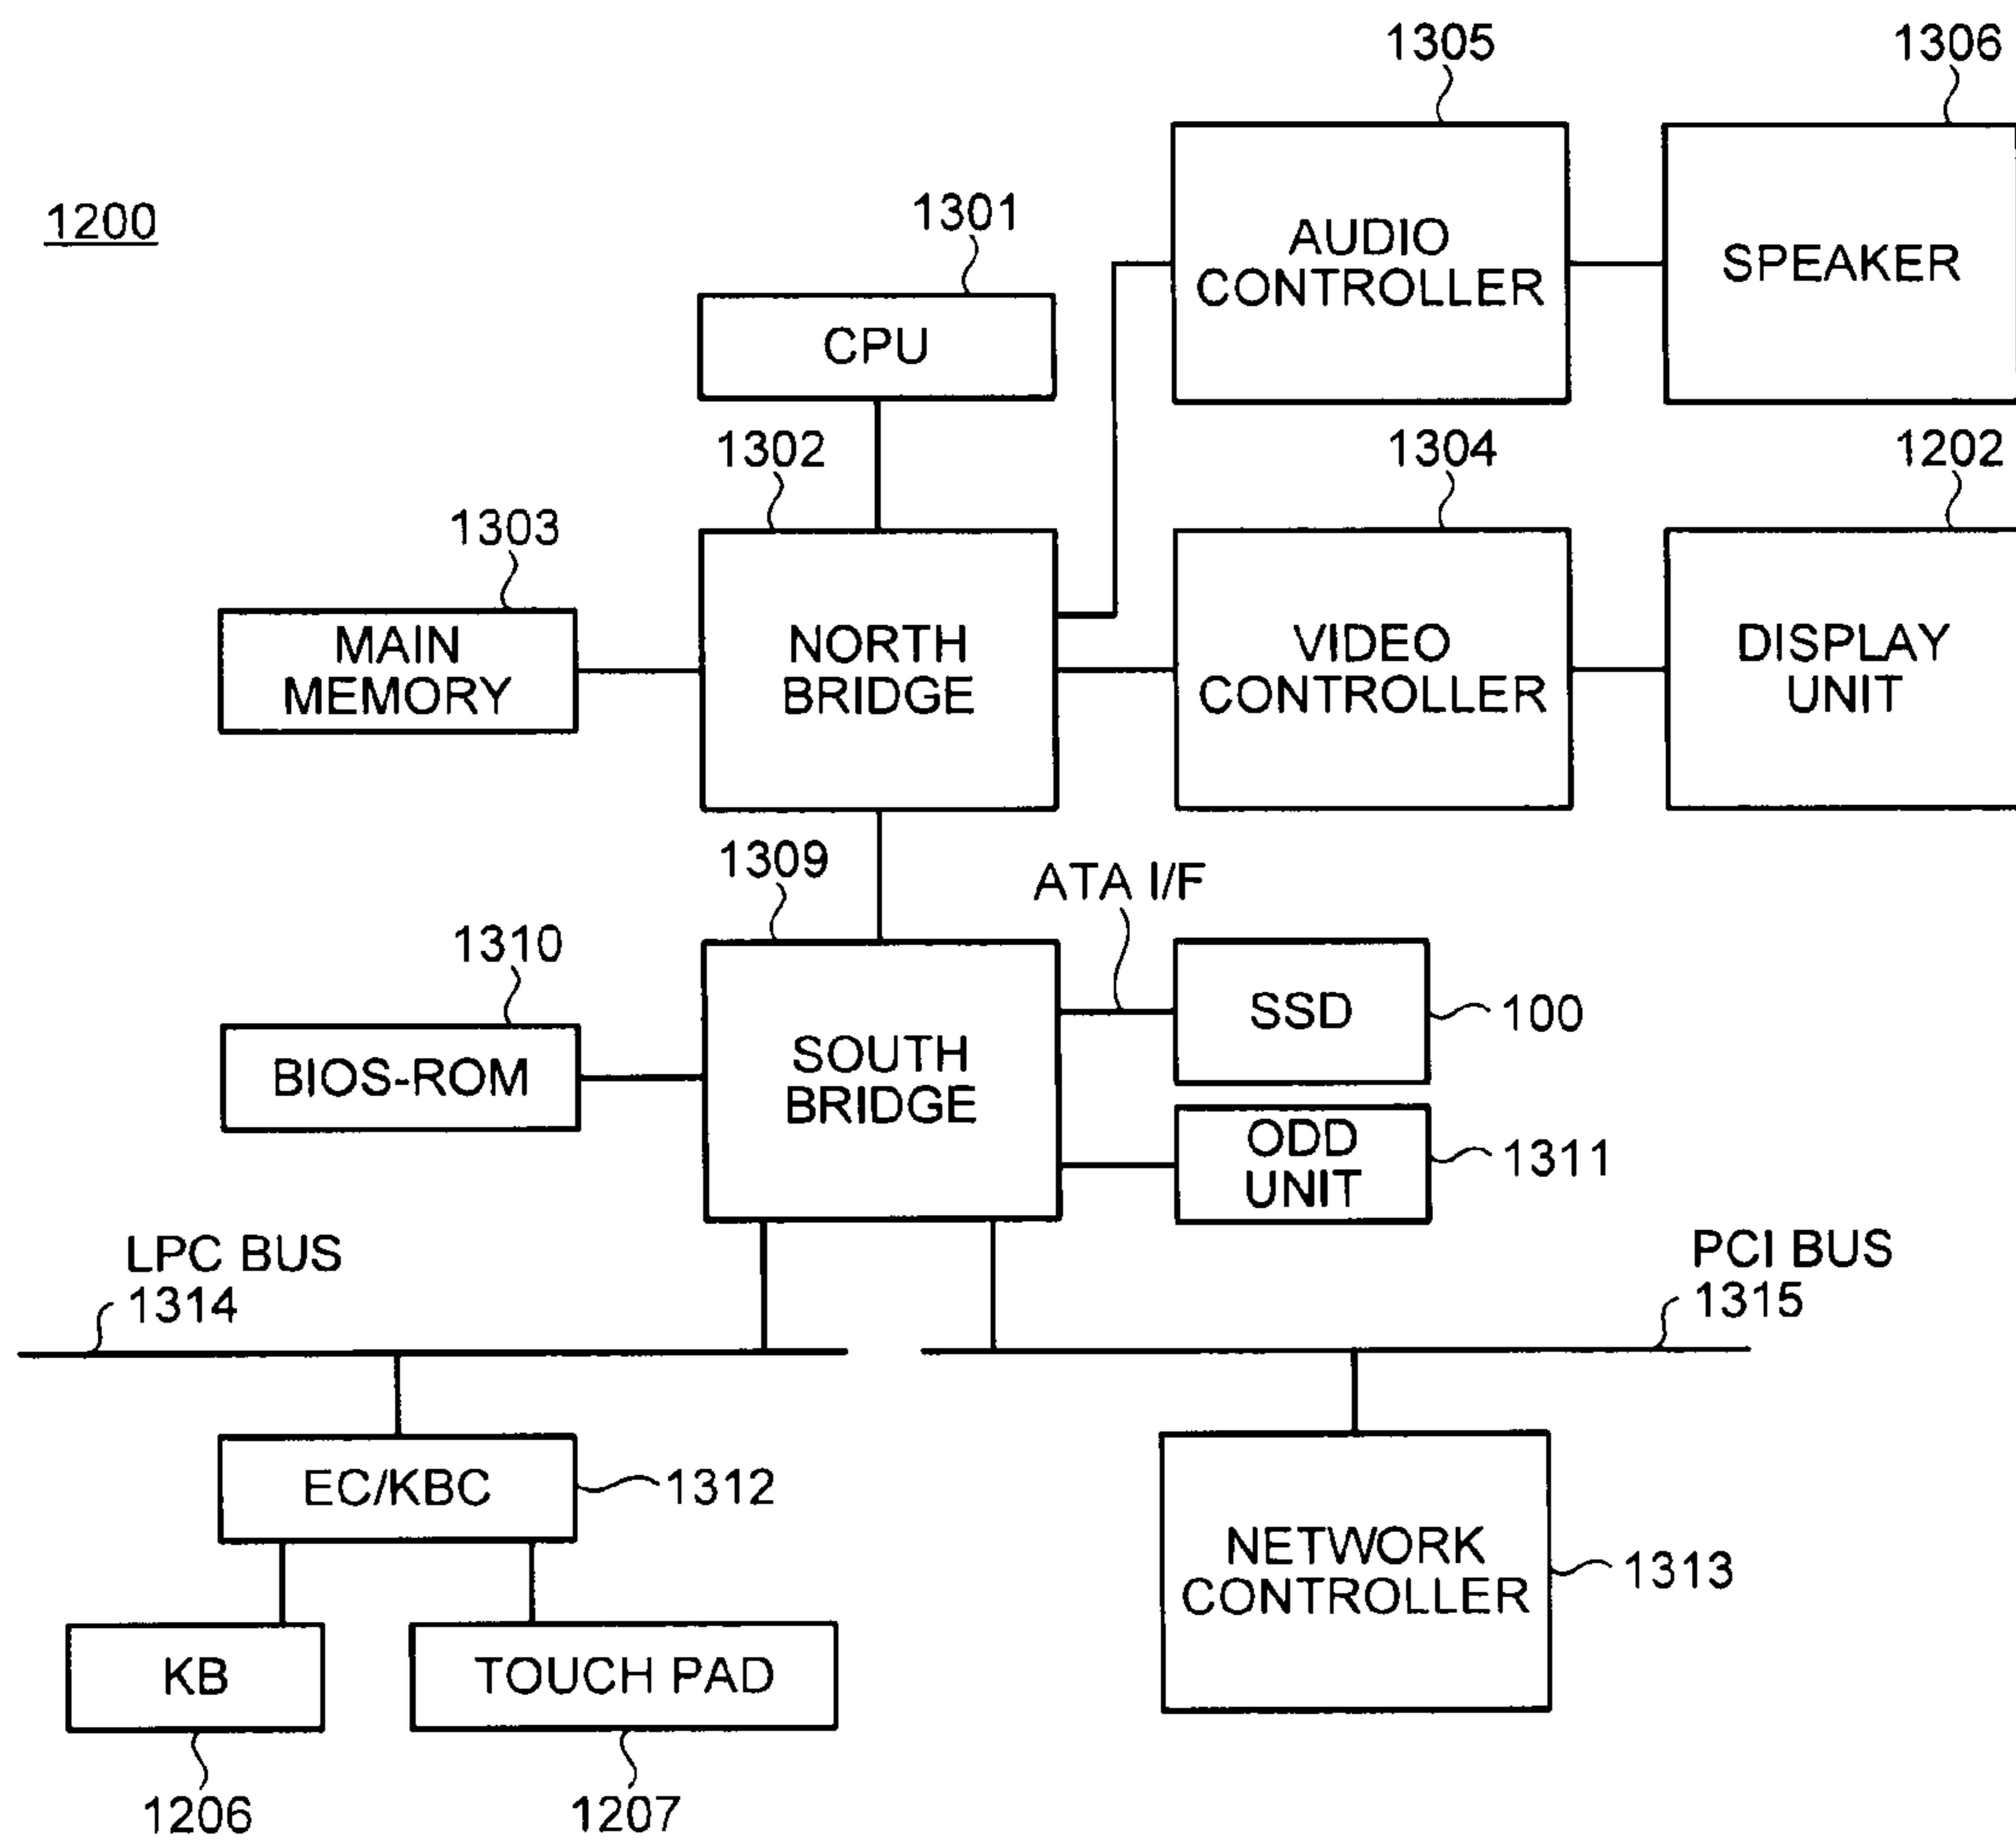 1305
1306
1200
1301
AUDIO
CONTROLLER
SPEAKER
CPU
1302
1304
1202
1303
MAIN
MEMORY
NORTH
BRIDGE
VIDEO
CONTROLLER
DISPLAY
UNIT
1309
ATA I/F
1310
SSD
100
BIOS-ROM
SOUTH
BRIDGE
ODD
UNIT
1311
LPC BUS
1314
PCI BUS
1315
EC/KBC
1312
NETWORK
CONTROLLER
1313
KB
TOUCH PAD
1206
1207